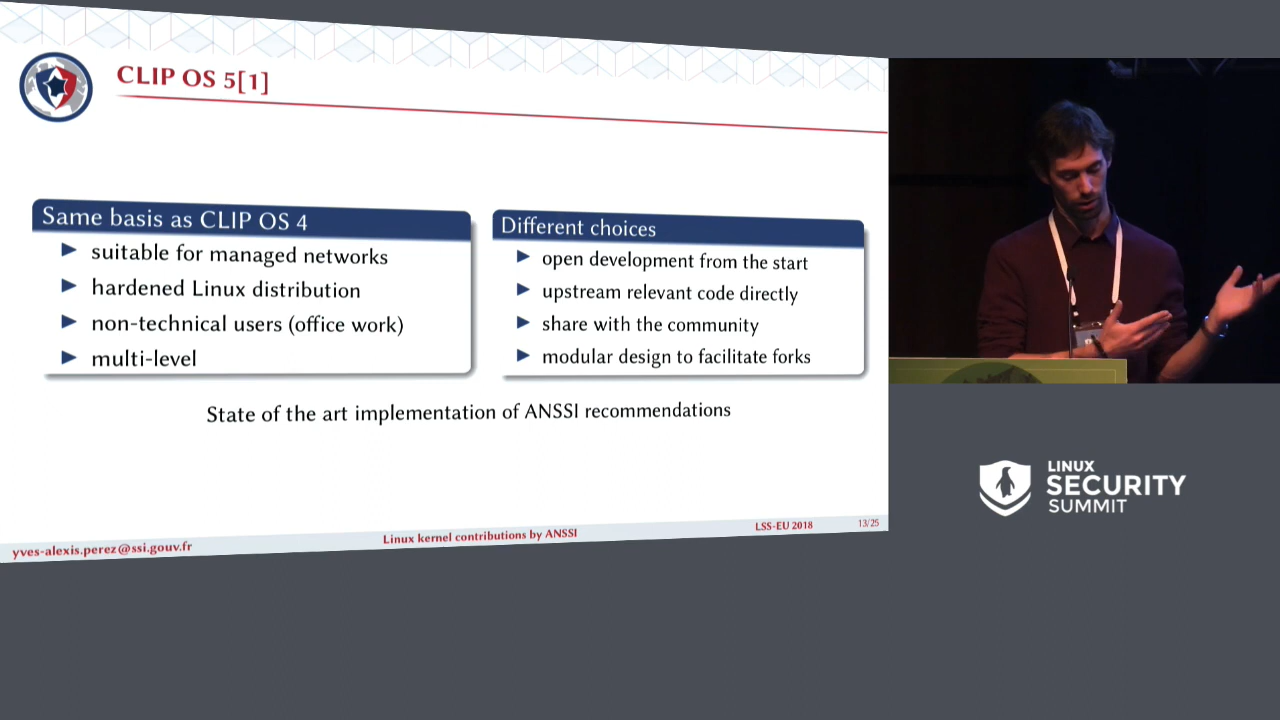 CLIP OS 5[1]
Same basis as CLIP OS 4
suitable for managed networks
hardened Linux distribution
non-technical users (office work)
multi-level
Different choices
open development from the start
upstream relevant code directly
share with the community
modular design to facilitate forks
State of the art implementation of ANSSI recommendations
yves-alexis.perez@ssi.gouv.fr
Linux kernel contributions by ANSSI
LSS-EU 2018
13/25
LINUX
SECURITY
SUMMIT